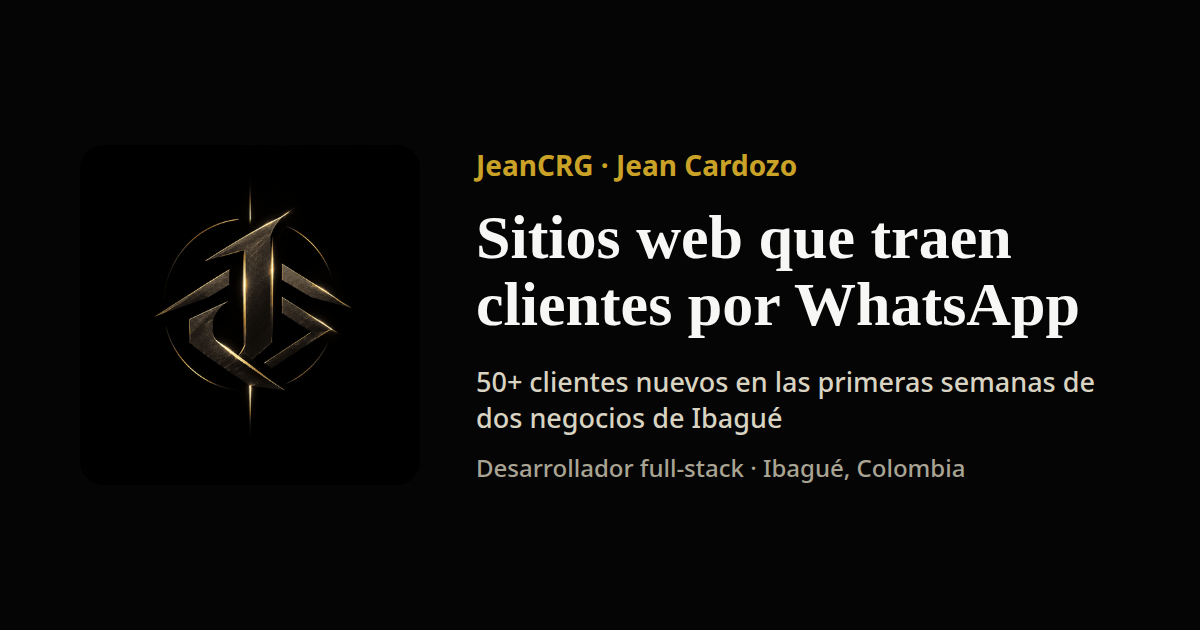 JeanCRG · Jean Cardozo
Sitios web que traen
clientes por WhatsApp
50+ clientes nuevos en las primeras semanas de
dos negocios de Ibagué
Desarrollador full-stack · Ibagué, Colombia